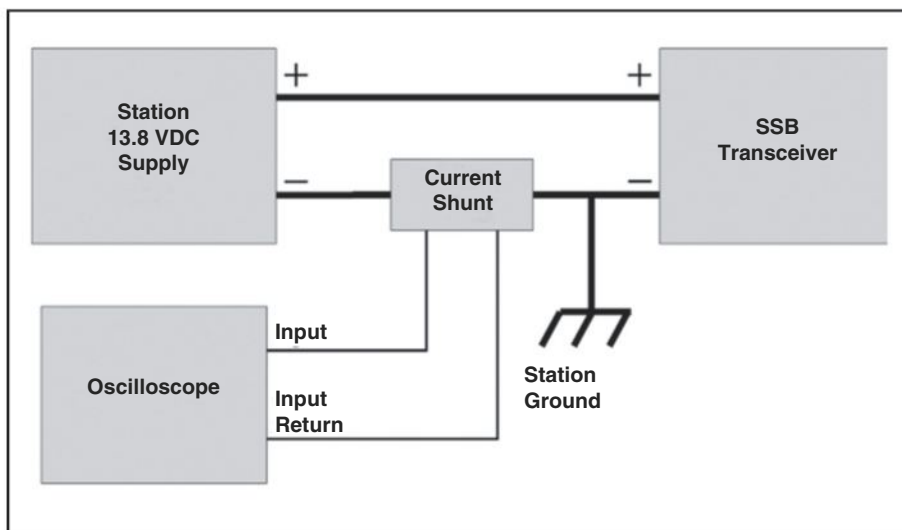 Station
13.8 VDC
Supply
+
+
SSB
Transceiver
−
Current
Shunt
−
Oscilloscope
Input
Input
Return
Station
Ground